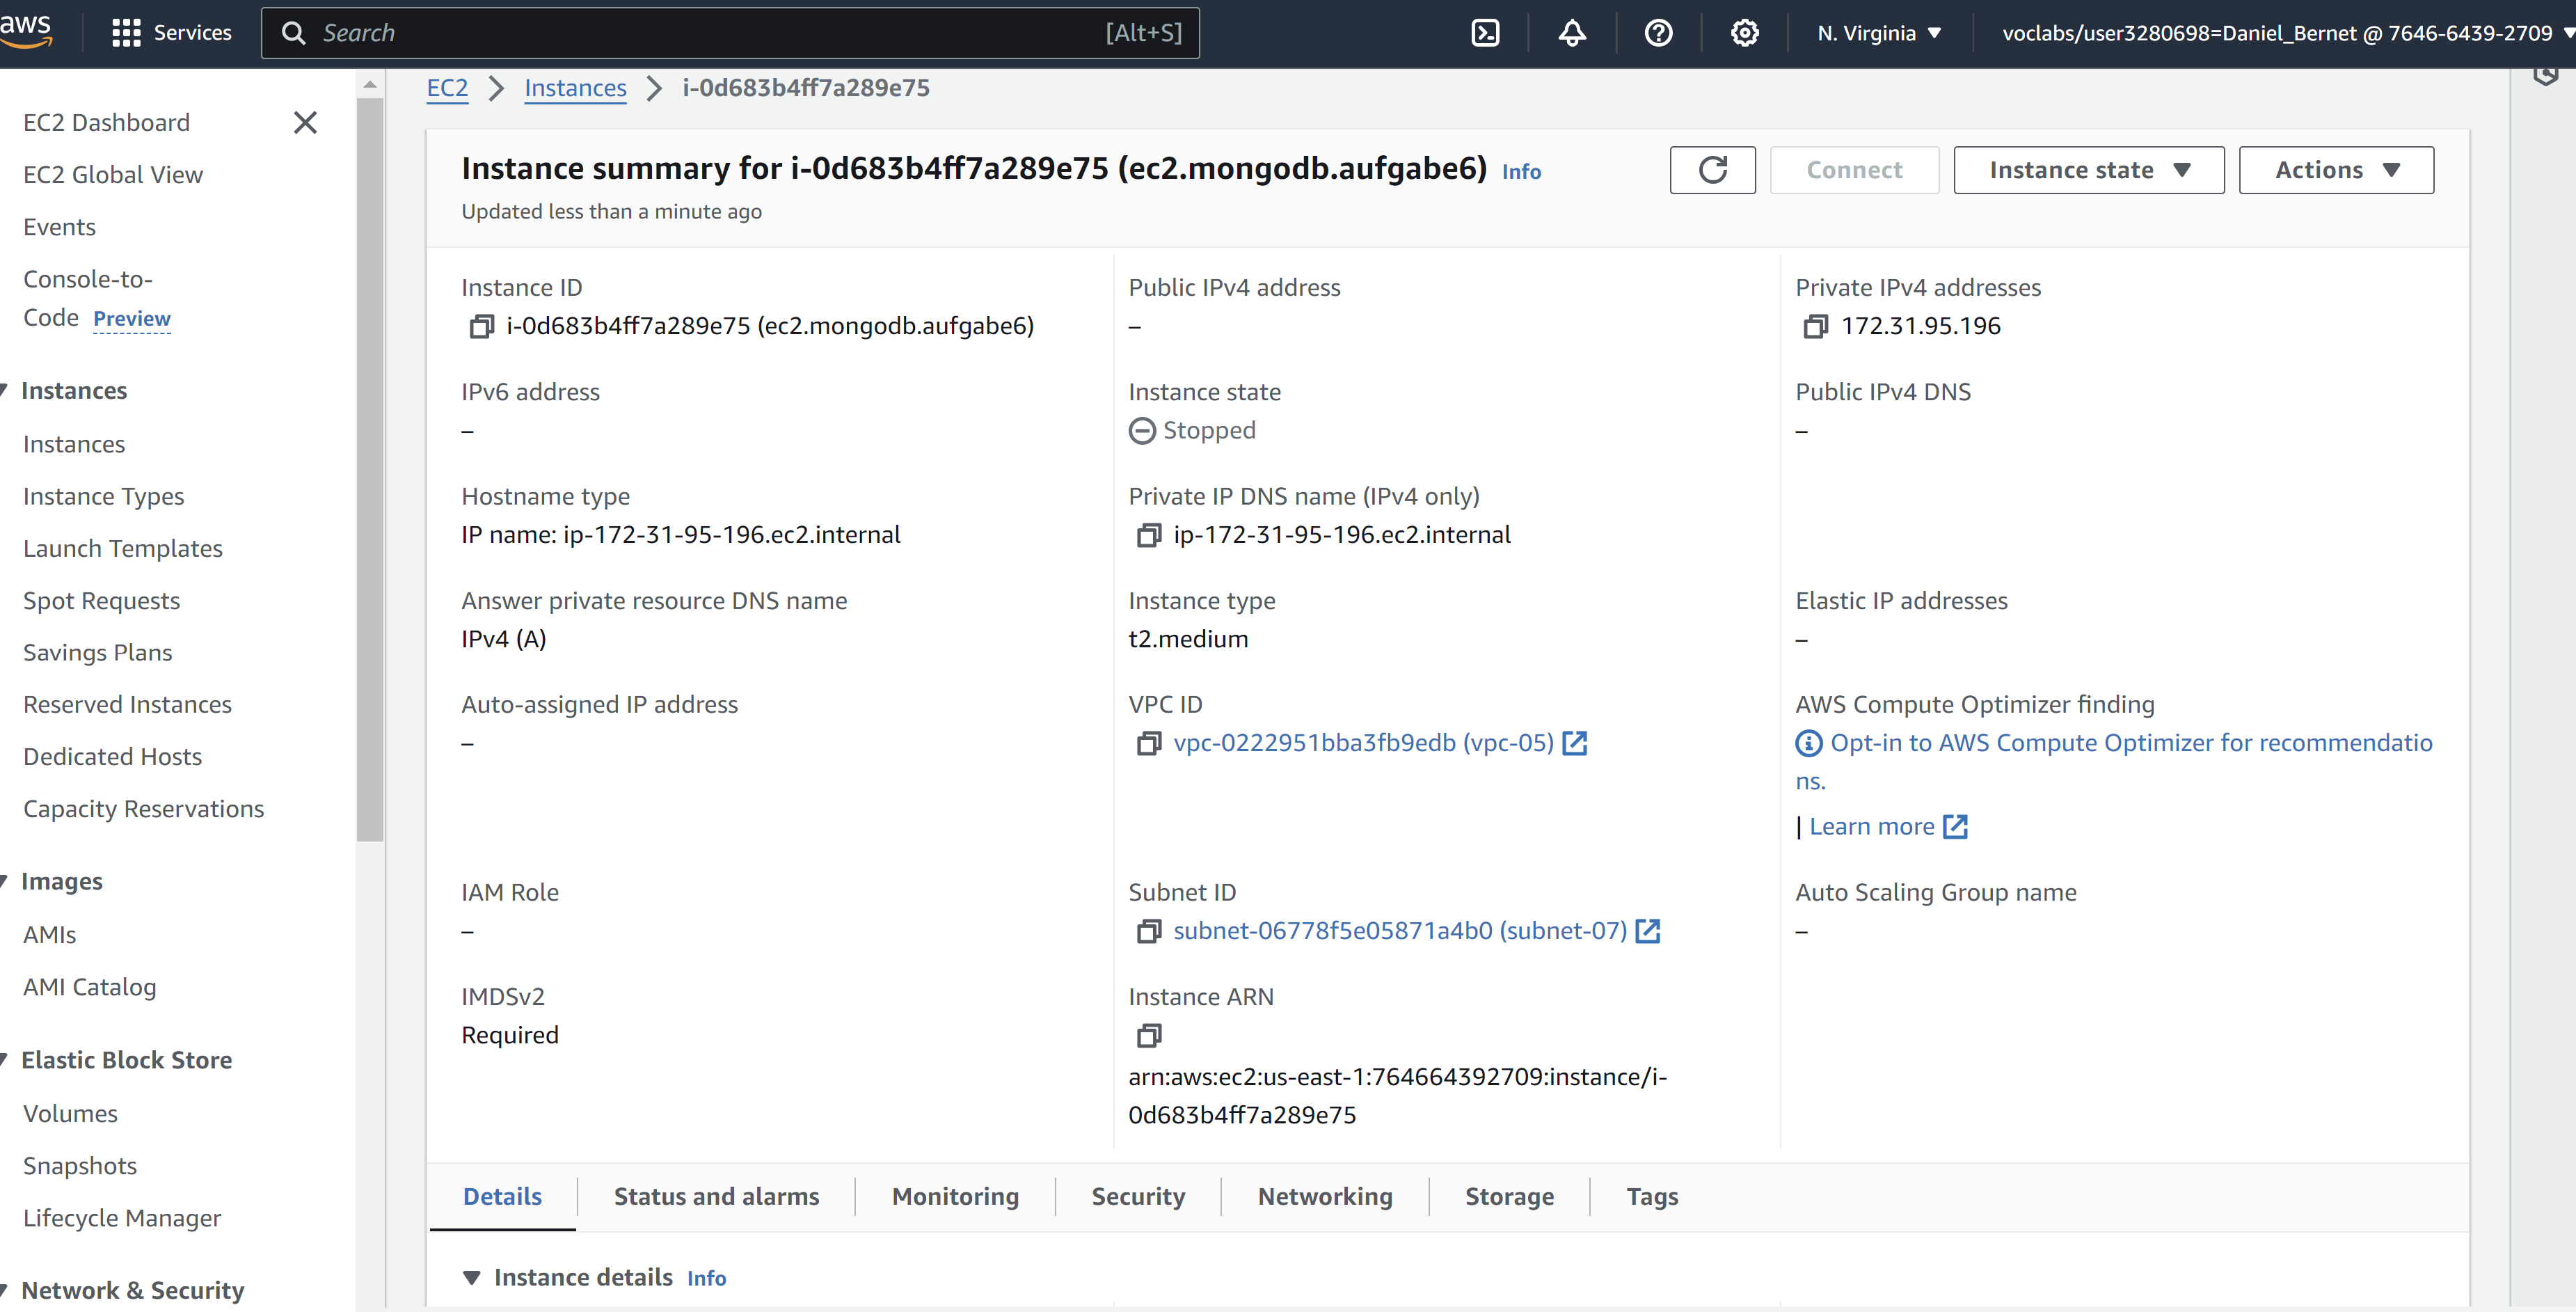 aws
Services
Search
[Alt+S]
N. Virginia
voclabs/user3280698=Daniel_Bernet @ 7646-6439-2709
EC2 Dashboard
EC2 Global View
Events
Console-to-
Code Preview
Instances
Instances
Instance Types
Launch Templates
Spot Requests
Savings Plans
Reserved Instances
Dedicated Hosts
Capacity Reservations
Images
AMIs
AMI Catalog
Elastic Block Store
Volumes
Snapshots
Lifecycle Manager
Network & Security
EC2 Instances i-0d683b4ff7a289e75
Instance summary for i-0d683b4ff7a289e75 (ec2.mongodb.aufgabe6) Info
Updated less than a minute ago
Connect
Instance state
Actions
Instance ID
i-0d683b4ff7a289e75 (ec2.mongodb.aufgabe6)
Public IPv4 address
–
Private IPv4 addresses
172.31.95.196
IPv6 address
–
Instance state
Stopped
Public IPv4 DNS
–
Hostname type
IP name: ip-172-31-95-196.ec2.internal
Private IP DNS name (IPv4 only)
ip-172-31-95-196.ec2.internal
Answer private resource DNS name
IPv4 (A)
Instance type
t2.medium
Elastic IP addresses
–
Auto-assigned IP address
–
VPC ID
vpc-0222951bba3fb9edb (vpc-05)
AWS Compute Optimizer finding
Opt-in to AWS Compute Optimizer for recommendatio
ns.
| Learn more
IAM Role
–
Subnet ID
subnet-06778f5e05871a4b0 (subnet-07)
Auto Scaling Group name
–
IMDSv2
Required
Instance ARN
arn:aws:ec2:us-east-1:764664392709:instance/i-
0d683b4ff7a289e75
Details
Status and alarms
Monitoring
Security
Networking
Storage
Tags
Instance details Info